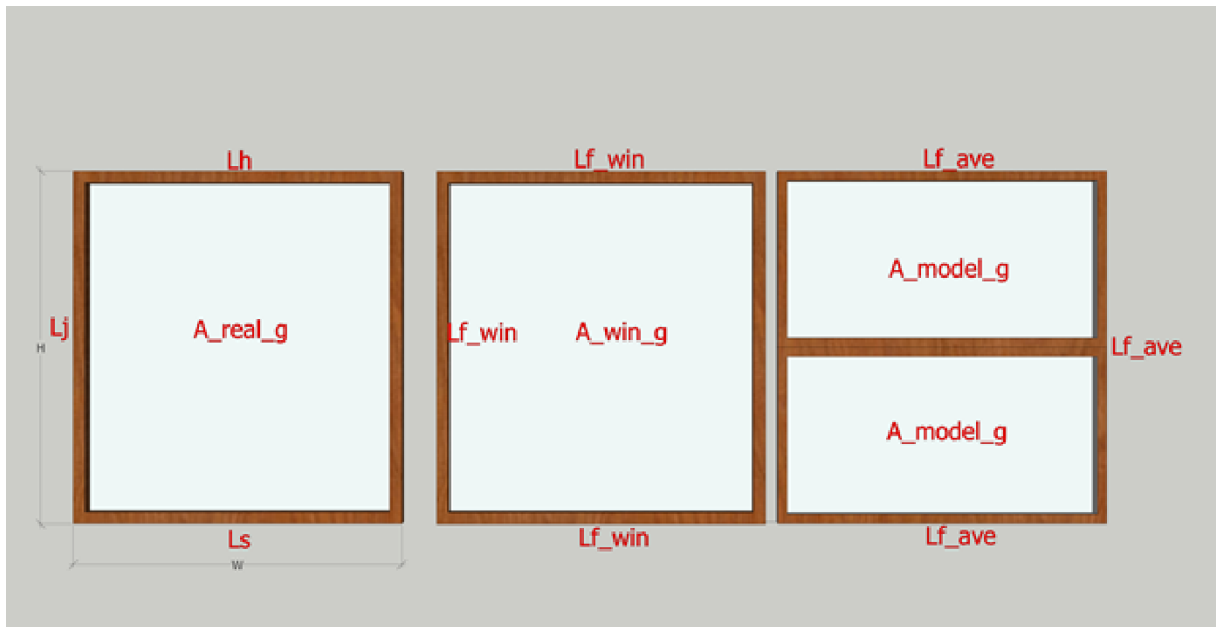 Lh
Lf_win
Lf_ave
A_model_g
Lj
A_real_g
Lf_win
A_win_g
H
Lf_ave
A_model_g
Ls
Lf_win
Lf_ave
W